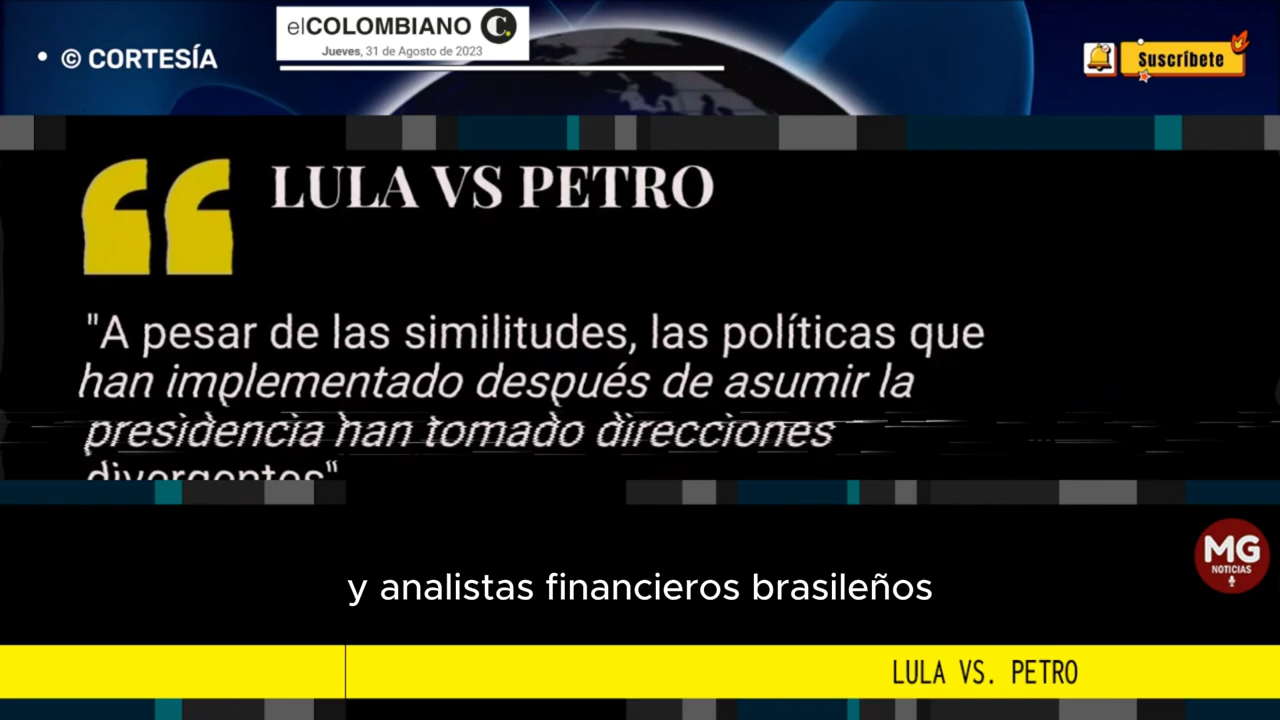 • © CORTESÍA
elCOLOMBIANO C.
Jueves, 31 de Agosto de 2023
Suscríbete
“ LULA VS PETRO
"A pesar de las similitudes, las políticas que
han implementado después de asumir la
presidencia han tomado direcciones
divergentes"
MG
NOTICIAS
y analistas financieros brasileños
LULA VS. PETRO